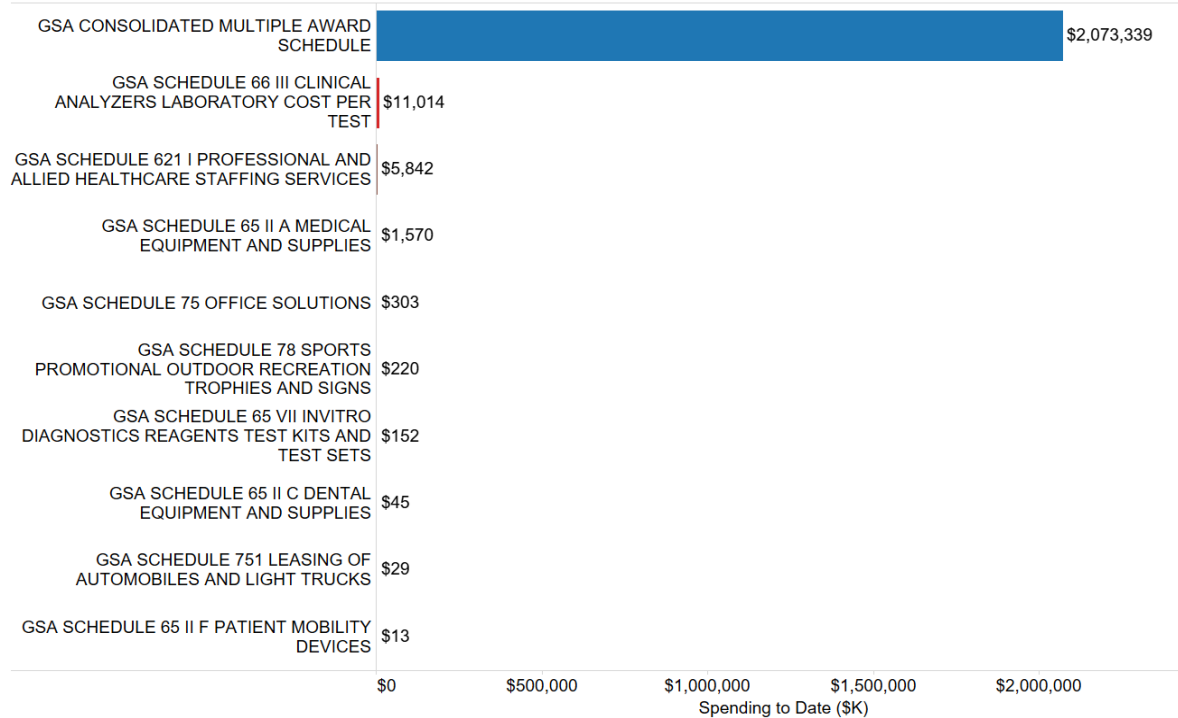 GSA CONSOLIDATED MULTIPLE AWARD
SCHEDULE
$2,073,339
GSA SCHEDULE 66 III CLINICAL
ANALYZERS LABORATORY COST PER
TEST
$11,014
GSA SCHEDULE 621 I PROFESSIONAL AND
ALLIED HEALTHCARE STAFFING SERVICES
$5,842
GSA SCHEDULE 65 II A MEDICAL
EQUIPMENT AND SUPPLIES
$1,570
GSA SCHEDULE 75 OFFICE SOLUTIONS
$303
GSA SCHEDULE 78 SPORTS
PROMOTIONAL OUTDOOR RECREATION
TROPHIES AND SIGNS
$220
GSA SCHEDULE 65 VII INVITRO
DIAGNOSTICS REAGENTS TEST KITS AND
TEST SETS
$152
GSA SCHEDULE 65 II C DENTAL
EQUIPMENT AND SUPPLIES
$45
GSA SCHEDULE 751 LEASING OF
AUTOMOBILES AND LIGHT TRUCKS
$29
GSA SCHEDULE 65 II F PATIENT MOBILITY
DEVICES
$13
$0 $500,000 $1,000,000 $1,500,000 $2,000,000
Spending to Date ($K)